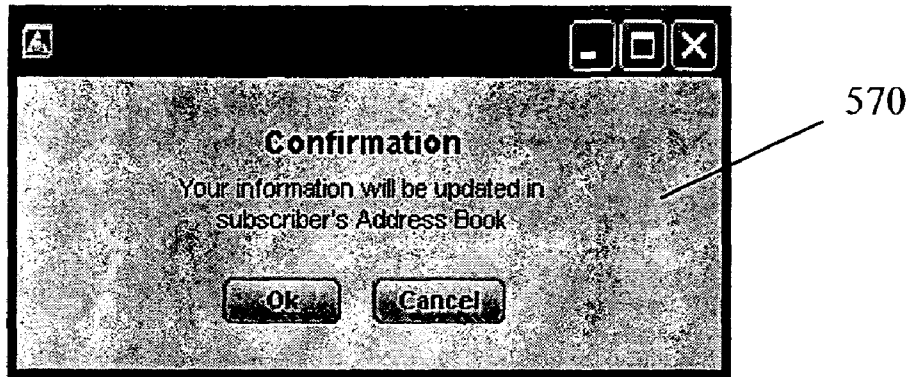 570
Confirmation
Your information will be updated in
subscriber's Address Book
Ok Cancel